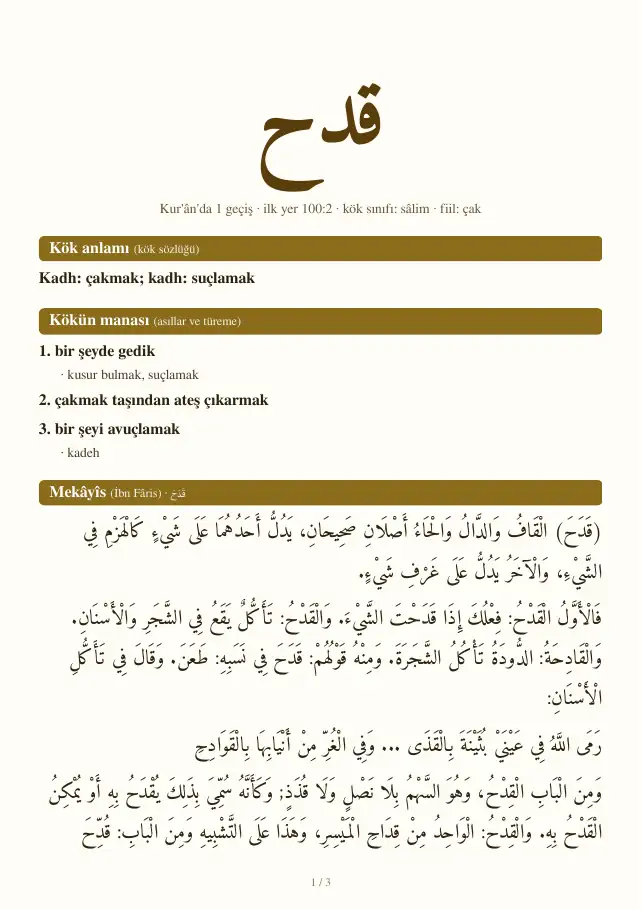 قدح
Kur'ân'da 1 geçiş · ilk yer 100:2 · kök sınıfı: sâlim · fiil: çak
Kök anlamı (kök sözlüğü)
Kadh: çakmak; kadh: suçlamak
Kökün manası (asıllar ve türeme)
1. bir şeyde gedik
· kusur bulmak, suçlamak
2. çakmak taşından ateş çıkarmak
3. bir şeyi avuçlamak
· kadeh
Mekâyîs (İbn Fâris) · قَدَحَ
(قَدَحَ) الْقَافُ وَالدَّالُ وَالْحَاءُ أَصْلَانِ صَحِيحَانِ، يَدُلُّ أَحَدُهُمَا عَلَى شَيْءٍ كَالْهَزْمِ فِي
الشَّيْءِ، وَالْآخَرُ يَدُلُّ عَلَى غَرْفِ شَيْءٍ.
فَالْأَوَّلُ الْقَدْحُ: فِعْلُكَ إِذَا قَدَحْتَ الشَّيْءَ. وَالْقَدْحُ: تَأَكُّلٌ يَقَعُ فِي الشَّجَرِ وَالْأَسْنَانِ.
وَالْقَادِحَةُ: الدُّودَةُ تَأْكُلُ الشَّجَرَةَ. وَمِنْهُ قَوْلُهُمْ: قَدَحَ فِي نَسَبِهِ: طَعَنَ. وَقَالَ فِي تَأَكُّلِ
الْأَسْنَانِ:
رَمَى اللَّهُ فِي عَيْنَيْ بُثَيْنَةَ بِالْقَذَى ... وَفِي الْغُرِّ مِنْ أَنْيَابِهَا بِالْقَوَادِحِ
وَمِنَ الْبَابِ الْقِدْحُ، وَهُوَ السَّهْمُ بِلَا نَصْلٍ وَلَا قُذَذٍ; وَكَأَنَّهُ سُمِّيَ بِذَلِكَ يُقْدَحُ بِهِ أَوْ يُمْكِنُ
الْقَدْحُ بِهِ. وَالْقِدْحُ: الْوَاحِدُ مِنْ قِدَاحِ الْمَيْسِرِ، وَهَذَا عَلَى التَّشْبِيهِ وَمِنَ الْبَابِ: قُدِّحَ
1 / 3